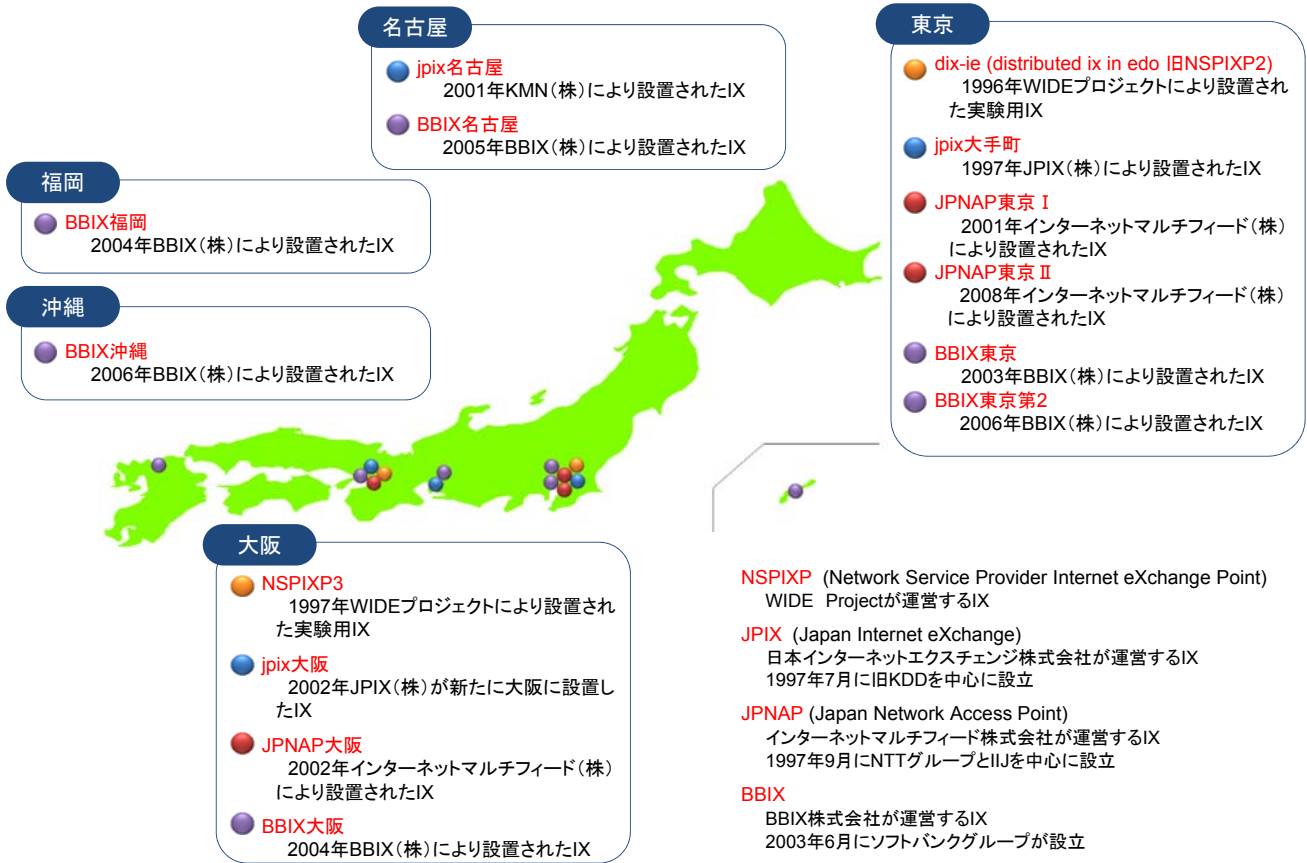 名古屋
jpix名古屋
2001年KMN(株)により設置されたIX
BBIX名古屋
2005年BBIX(株)により設置されたIX
東京
dix-ie (distributed ix in edo 旧NSPIXP2)
1996年WIDEプロジェクトにより設置され
た実験用IX
jpix大手町
1997年JPIX(株)により設置されたIX
JPNAP東京Ⅰ
2001年インターネットマルチフィード(株)
により設置されたIX
JPNAP東京Ⅱ
2008年インターネットマルチフィード(株)
により設置されたIX
BBIX東京
2003年BBIX(株)により設置されたIX
BBIX東京第2
2006年BBIX(株)により設置されたIX
福岡
BBIX福岡
2004年BBIX(株)により設置されたIX
沖縄
BBIX沖縄
2006年BBIX(株)により設置されたIX
大阪
NSPIXP3
1997年WIDEプロジェクトにより設置され
た実験用IX
jpix大阪
2002年JPIX(株)が新たに大阪に設置し
たIX
JPNAP大阪
2002年インターネットマルチフィード(株)
により設置されたIX
BBIX大阪
2004年BBIX(株)により設置されたIX
NSPIXP (Network Service Provider Internet eXchange Point)
WIDE Projectが運営するIX
JPIX (Japan Internet eXchange)
日本インターネットエクスチェンジ株式会社が運営するIX
1997年7月に旧KDDを中心に設立
JPNAP (Japan Network Access Point)
インターネットマルチフィード株式会社が運営するIX
1997年9月にNTTグループとIIJを中心に設立
BBIX
BBIX株式会社が運営するIX
2003年6月にソフトバンクグループが設立